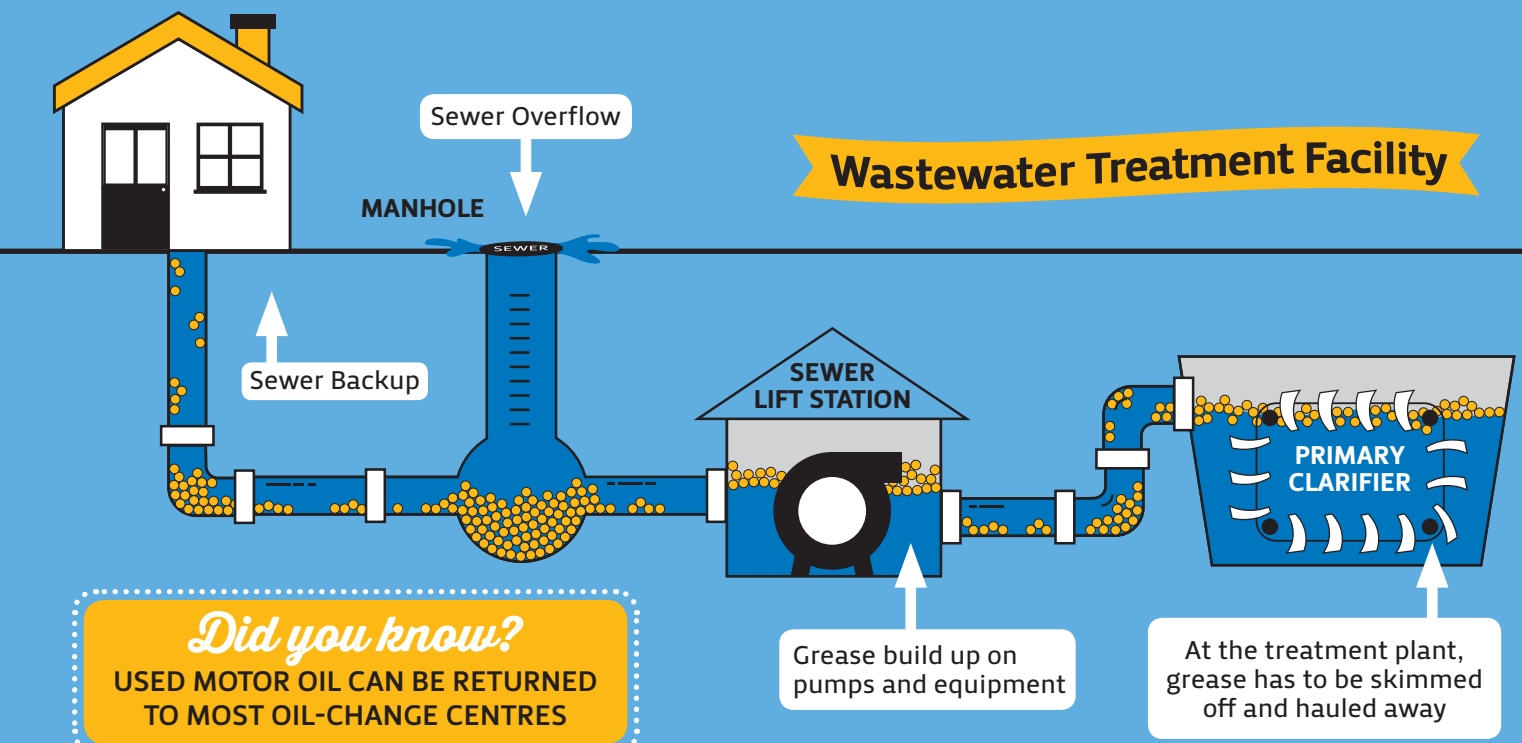 Sewer Overflow
Wastewater Treatment Facility
MANHOLE
SEWER
Sewer Backup
SEWER
LIFT STATION
PRIMARY
CLARIFIER
Did you know?
USED MOTOR OIL CAN BE RETURNED
TO MOST OIL-CHANGE CENTRES
Grease build up on
pumps and equipment
At the treatment plant,
grease has to be skimmed
off and hauled away